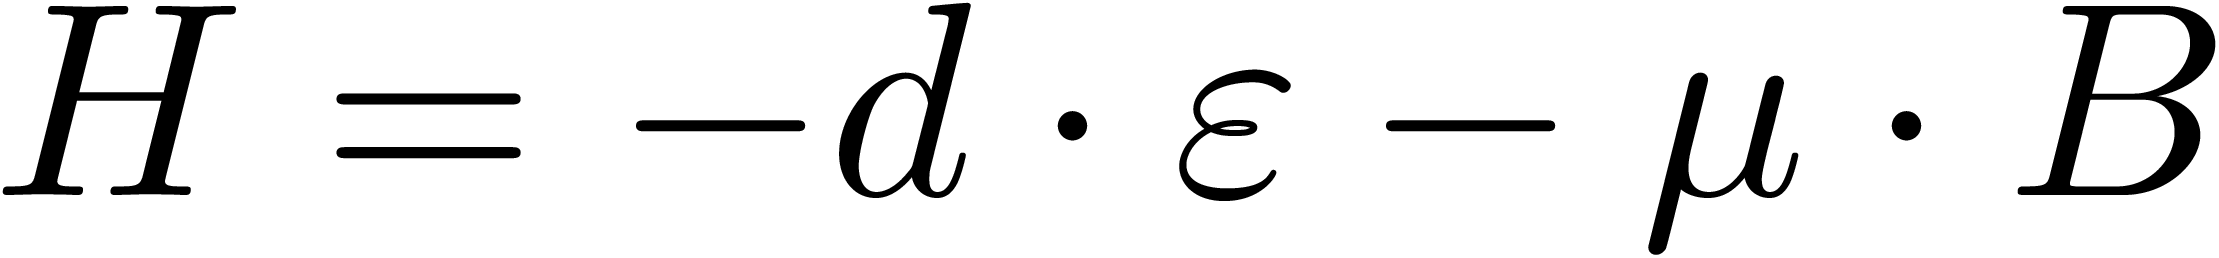 H = −d · ε − μ · B